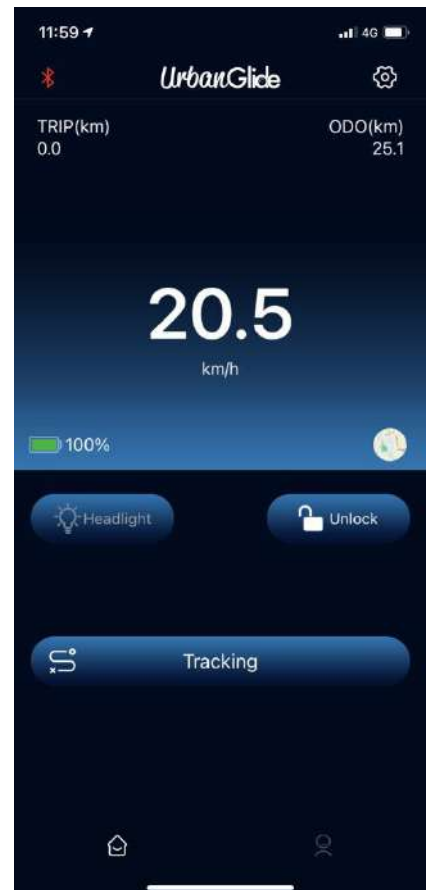 11:59
4G
UrbanGlide
TRIP(km)
ODO(km)
0.0
25.1
20.5
km/h
100%
Headlight
Unlock
Tracking